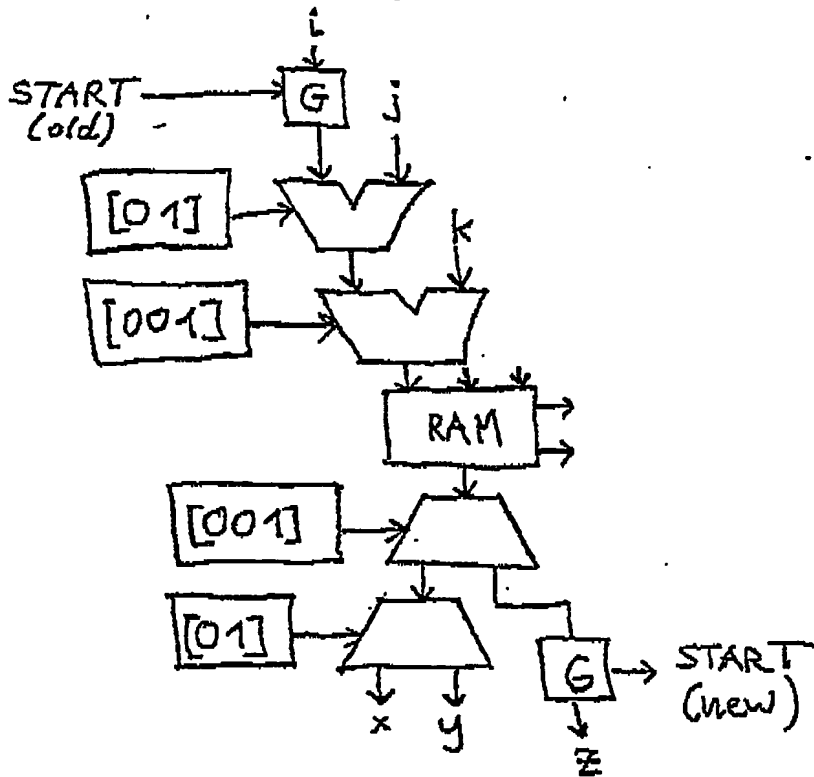 i
START
(old)
G
i
[01]
k
[001]
RAM
[001]
[01]
G
START
(new)
x
y
z